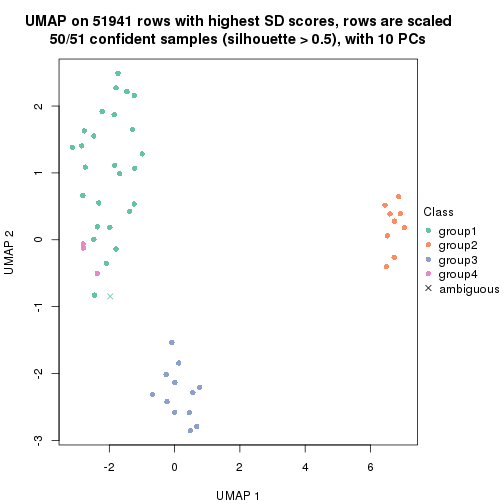 UMAP on 51941 rows with highest SD scores, rows are scaled
50/51 confident samples (silhouette > 0.5), with 10 PCs
2
1
0
-1
-2
-3
UMAP 2
-2
0
2
4
6
UMAP 1
Class
group1
group2
group3
group4
ambiguous